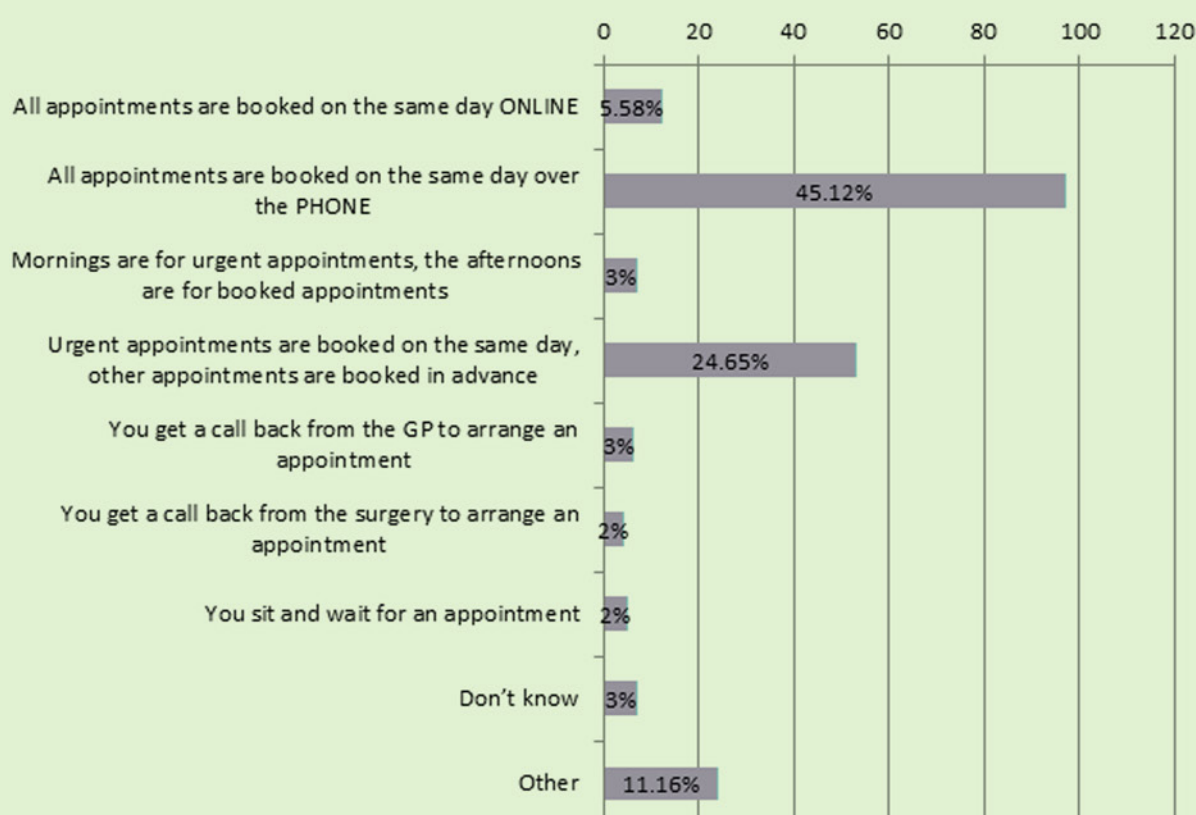 0 20 40 60 80 100 120
All appointments are booked on the same day ONLINE
5.58%
All appointments are booked on the same day over
the PHONE
45.12%
Mornings are for urgent appointments, the afternoons
are for booked appointments
3%
Urgent appointments are booked on the same day,
other appointments are booked in advance
24.65%
You get a call back from the GP to arrange an
appointment
3%
You get a call back from the surgery to arrange an
appointment
2%
You sit and wait for an appointment
2%
Don’t know
3%
Other
11.16%